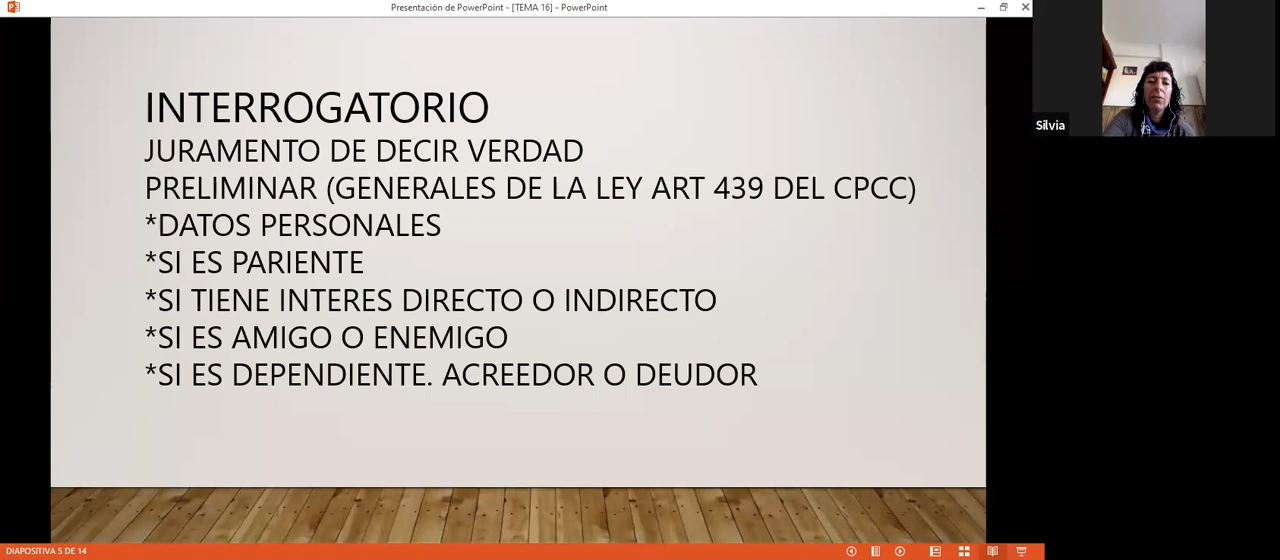 Presentación de PowerPoint - [TEMA 16] - PowerPoint
INTERROGATORIO
JURAMENTO DE DECIR VERDAD
PRELIMINAR (GENERALES DE LA LEY ART 439 DEL CPCC)
*DATOS PERSONALES
*SI ES PARIENTE
*SI TIENE INTERES DIRECTO O INDIRECTO
*SI ES AMIGO O ENEMIGO
*SI ES DEPENDIENTE. ACREEDOR O DEUDOR
Silvia
DIAPOSITIVA 5 DE 14